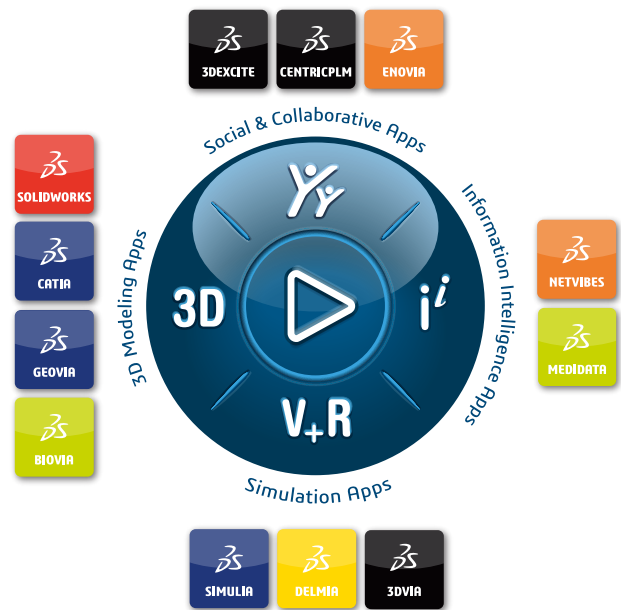 3DEXCITE
CENTRICPLM
ENOVIA
Social & Collaborative Apps
SOLIDWORKS
CATIA
GEOVIA
BIOVIA
3D Modeling Apps
3D
i i
V+R
Information Intelligence Apps
NETVIBES
MEDIDATA
Simulation Apps
SIMULIA
DELMIA
3DVIA